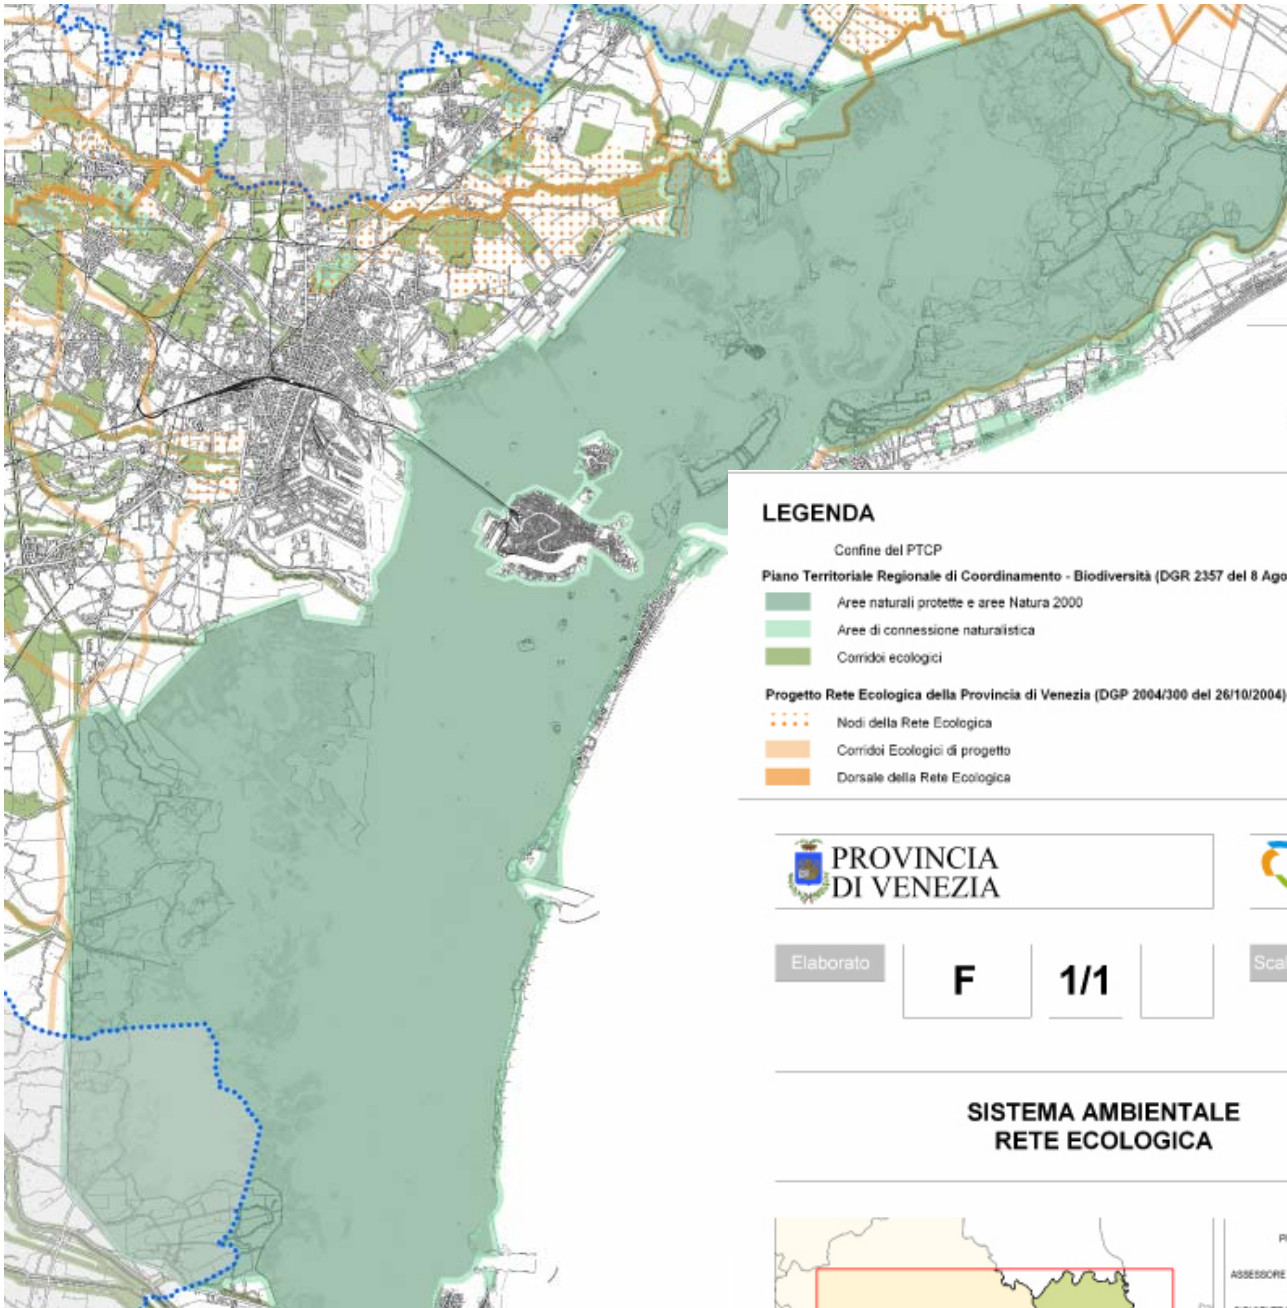 LEGENDA
Confine del PTCP
Piano Territoriale Regionale di Coordinamento - Biodiversità (DGR 2357 del 8 Ago
Aree naturali protette e aree Natura 2000
Aree di connessione naturalistica
Corridoi ecologici
Progetto Rete Ecologica della Provincia di Venezia (DGP 2004/300 del 26/10/2004)
Nodi della Rete Ecologica
Corridoi Ecologici di progetto
Dorsale della Rete Ecologica
PROVINCIA
DI VENEZIA
Elaborato
F
1/1
Scal
SISTEMA AMBIENTALE
RETE ECOLOGICA
ASSESSORE